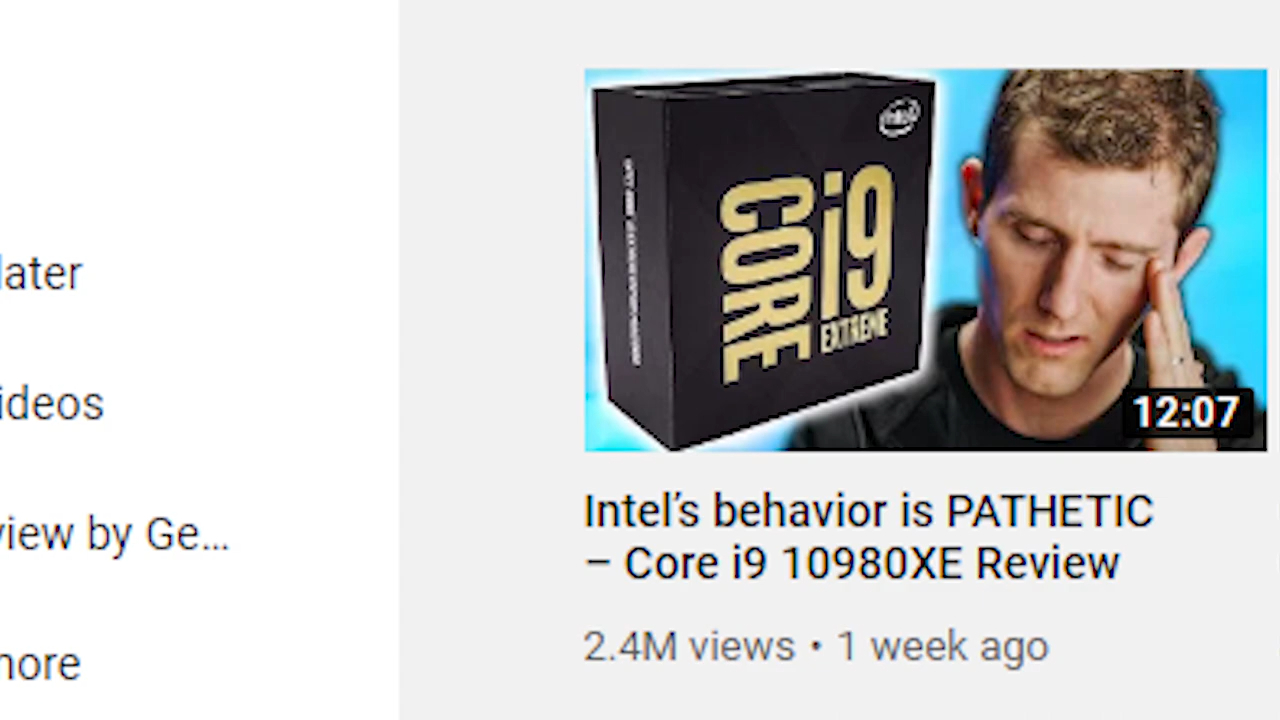 later
ideos
view by Ge...
nore
intel
CORE
i9
EXTREME
12:07
Intel's behavior is PATHETIC
– Core i9 10980XE Review
2.4M views • 1 week ago